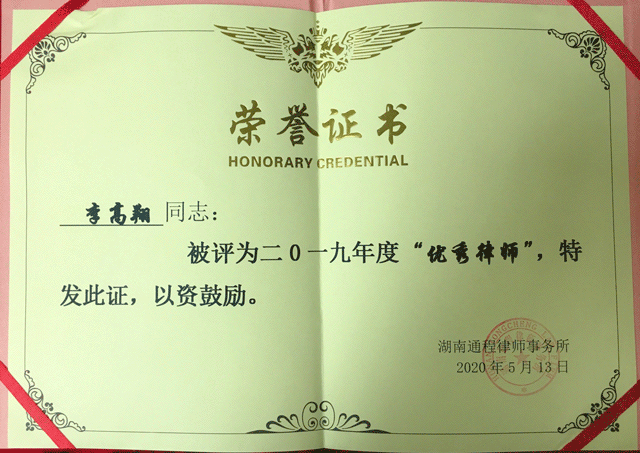 荣誉证书
HONORARY CREDENTIAL
李高翔 同志：
被评为二0一九年度“优秀律师”，特
发此证，以资鼓励。
湖南通程律师事务所
2020年5月13日